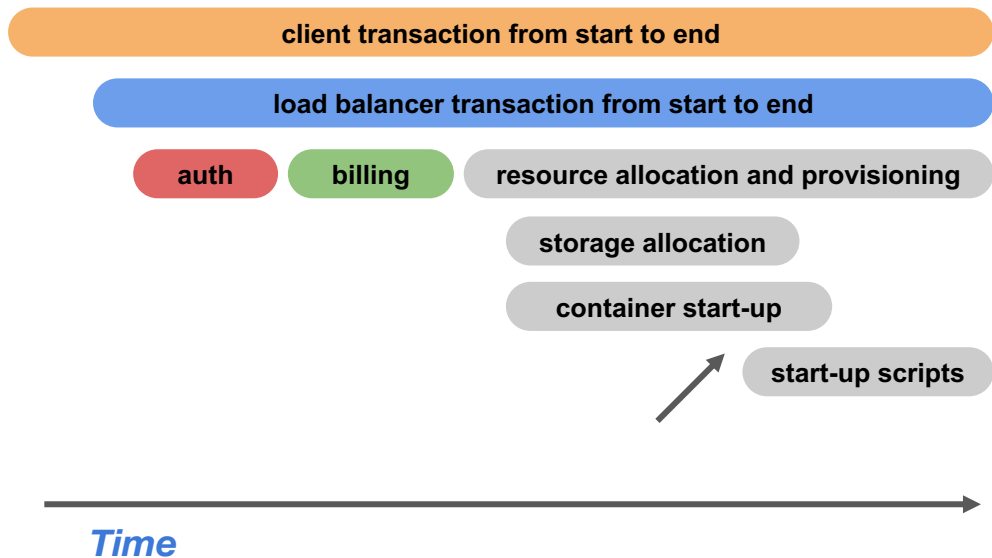 client transaction from start to end
load balancer transaction from start to end
auth
billing
resource allocation and provisioning
storage allocation
container start-up
start-up scripts
Time